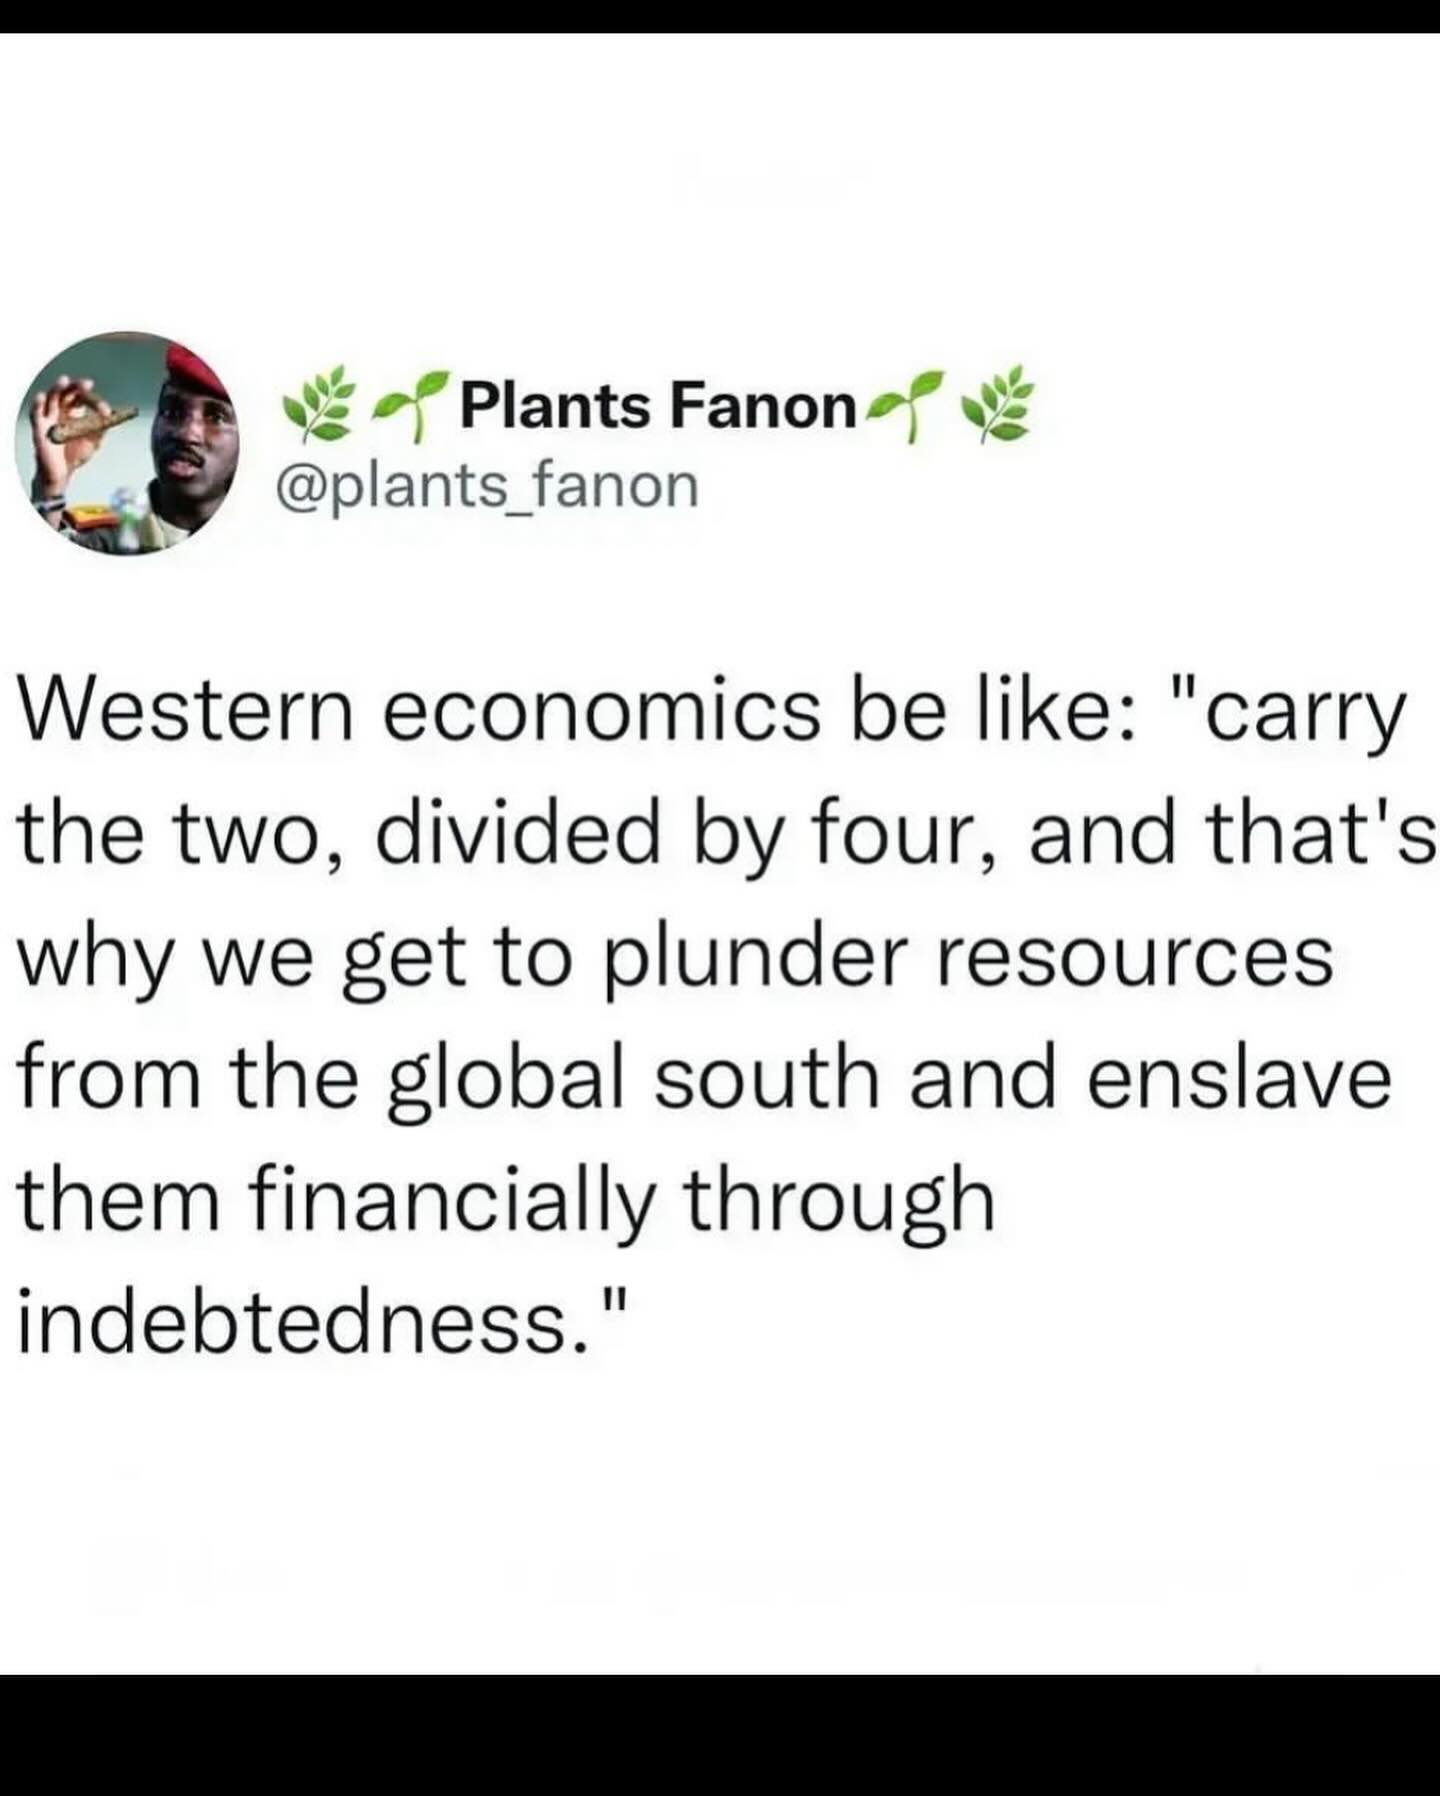 🌿🌱Plants Fanon🌱🌿
@plants_fanon
Western economics be like: "carry
the two, divided by four, and that's
why we get to plunder resources
from the global south and enslave
them financially through
indebtedness."